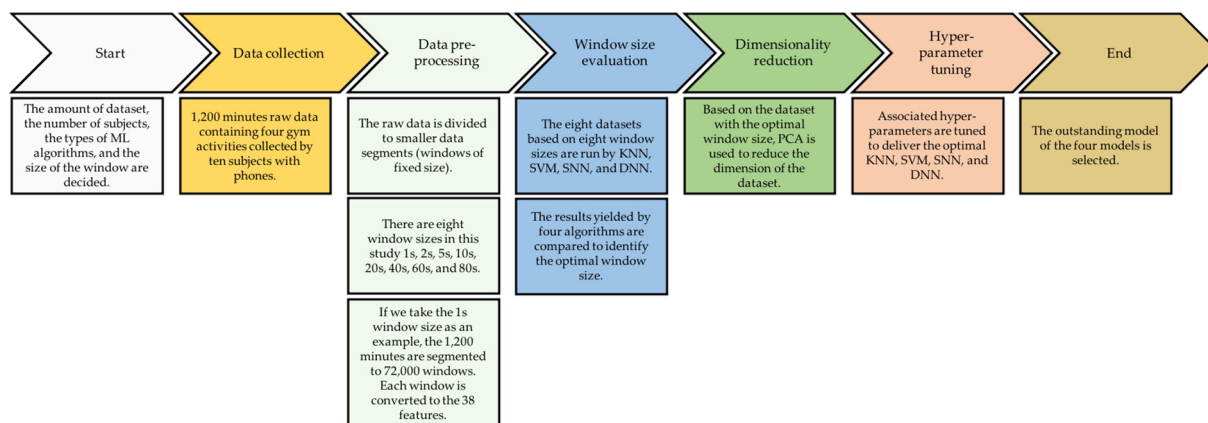 Start
Data collection
Data pre-
processing
Window size
evaluation
Dimensionality
reduction
Hyper-
parameter
tuning
End
The amount of dataset,
the number of subjects,
the types of ML
algorithms, and the
size of the window are
decided.
1,200 minutes raw data
containing four gym
activities collected by
ten subjects with
phones.
The raw data is divided
to smaller data
segments (windows of
fixed size).
There are eight
window sizes in this
study 1s, 2s, 5s, 10s,
20s, 40s, 60s, and 80s.
If we take the 1s
window size as an
example, the 1,200
minutes are segmented
to 72,000 windows.
Each window is
converted to the 38
features.
The eight datasets
based on eight window
sizes are run by KNN,
SVM, SNN, and DNN.
The results yielded by
four algorithms are
compared to identify
the optimal window
size.
Based on the dataset
with the optimal
window size, PCA is
used to reduce the
dimension of the
dataset.
Associated hyper-
parameters are tuned
to deliver the optimal
KNN, SVM, SNN, and
DNN.
The outstanding model
of the four models is
selected.